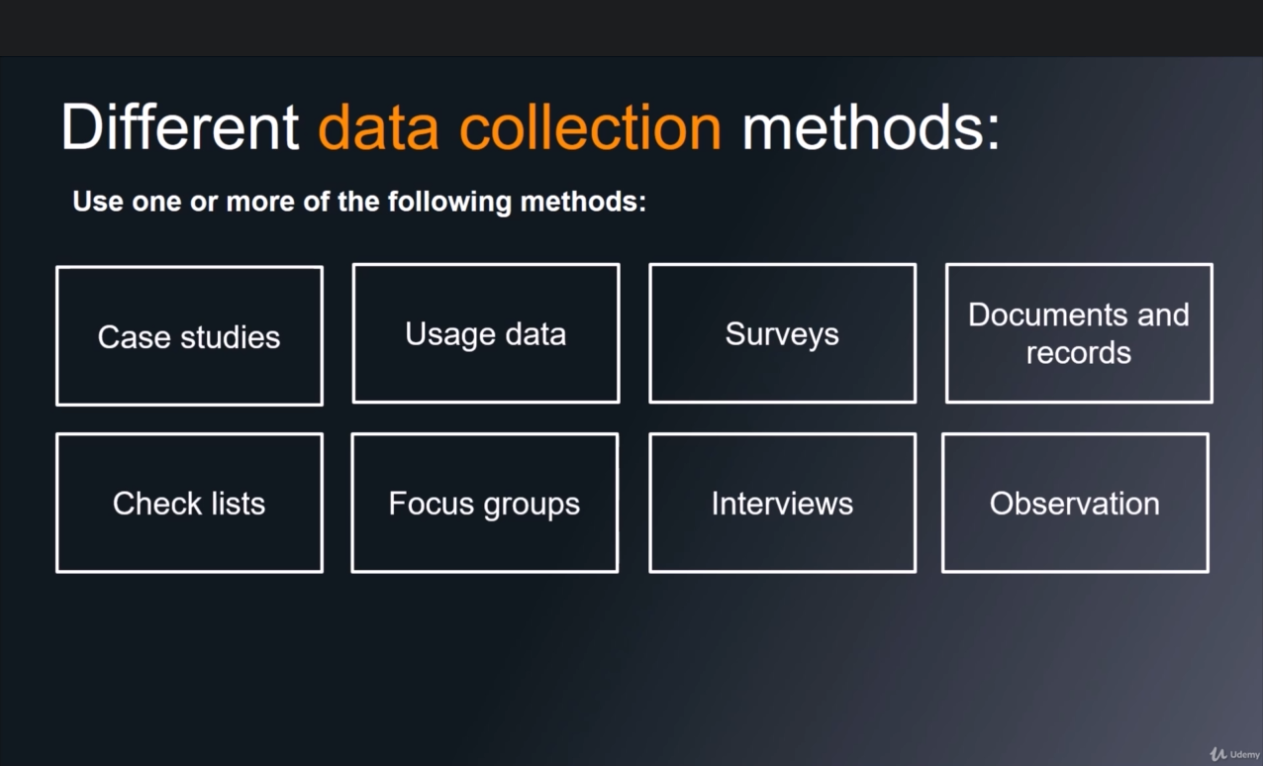 Different data collection methods:
Use one or more of the following methods:
Case studies
Usage data
Surveys
Documents and
records
Check lists
Focus groups
Interviews
Observation
Udemy